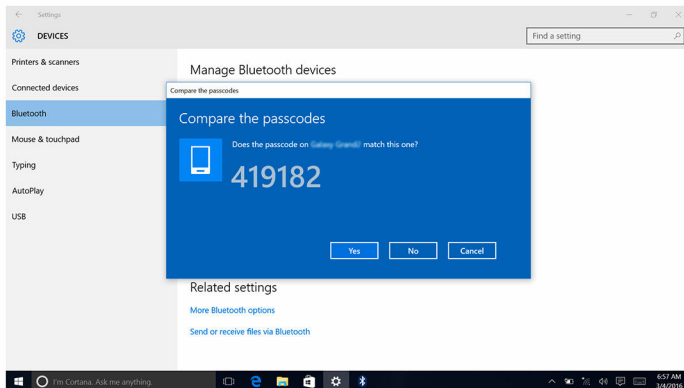 Settings
DEVICES
Find a setting
Printers & scanners
Connected devices
Bluetooth
Mouse & touchpad
Typing
AutoPlay
USB
Manage Bluetooth devices
Compare the passcodes
Compare the passcodes
Does the passcode on Galaxy Grand2 match this one?
419182
Yes
No
Cancel
Related settings
More Bluetooth options
Send or receive files via Bluetooth
I'm Cortana. Ask me anything.
6:57 AM
3/4/2016